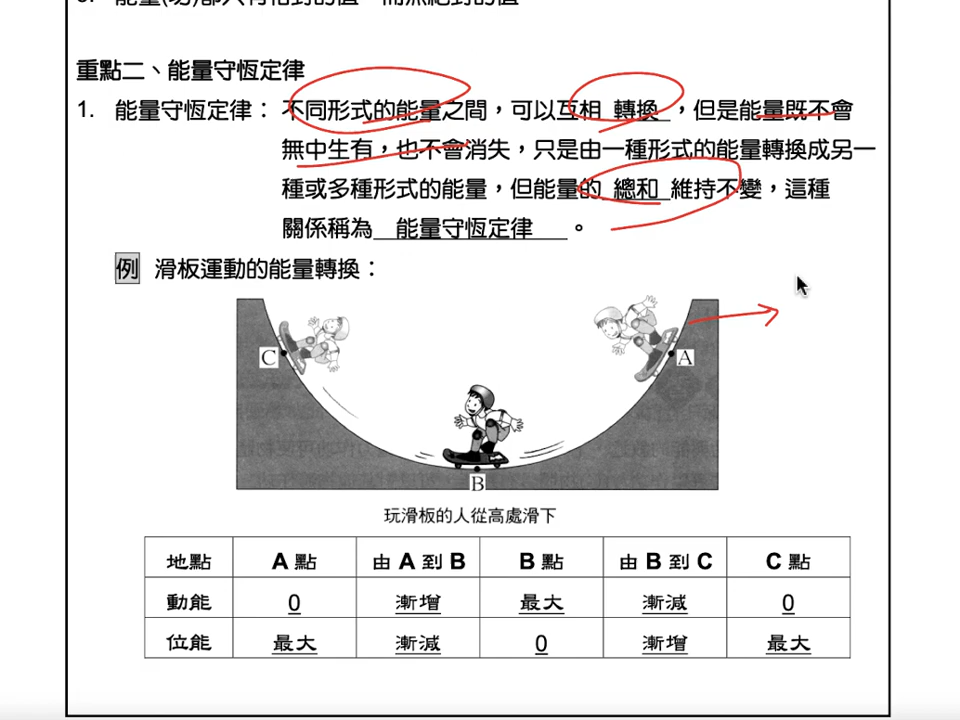 重點二、能量守恆定律
1. 能量守恆定律：不同形式的能量之間，可以互相 轉換 ，但是能量既不會
無中生有，也不會消失，只是由一種形式的能量轉換成另一
種或多種形式的能量，但能量的 總和 維持不變，這種
關係稱為 能量守恆定律 。
例 滑板運動的能量轉換：
C
A
B
玩滑板的人從高處滑下
地點 A 點 由 A 到 B B 點 由 B 到 C C 點
動能 0 漸增 最大 漸減 0
位能 最大 漸減 0 漸增 最大